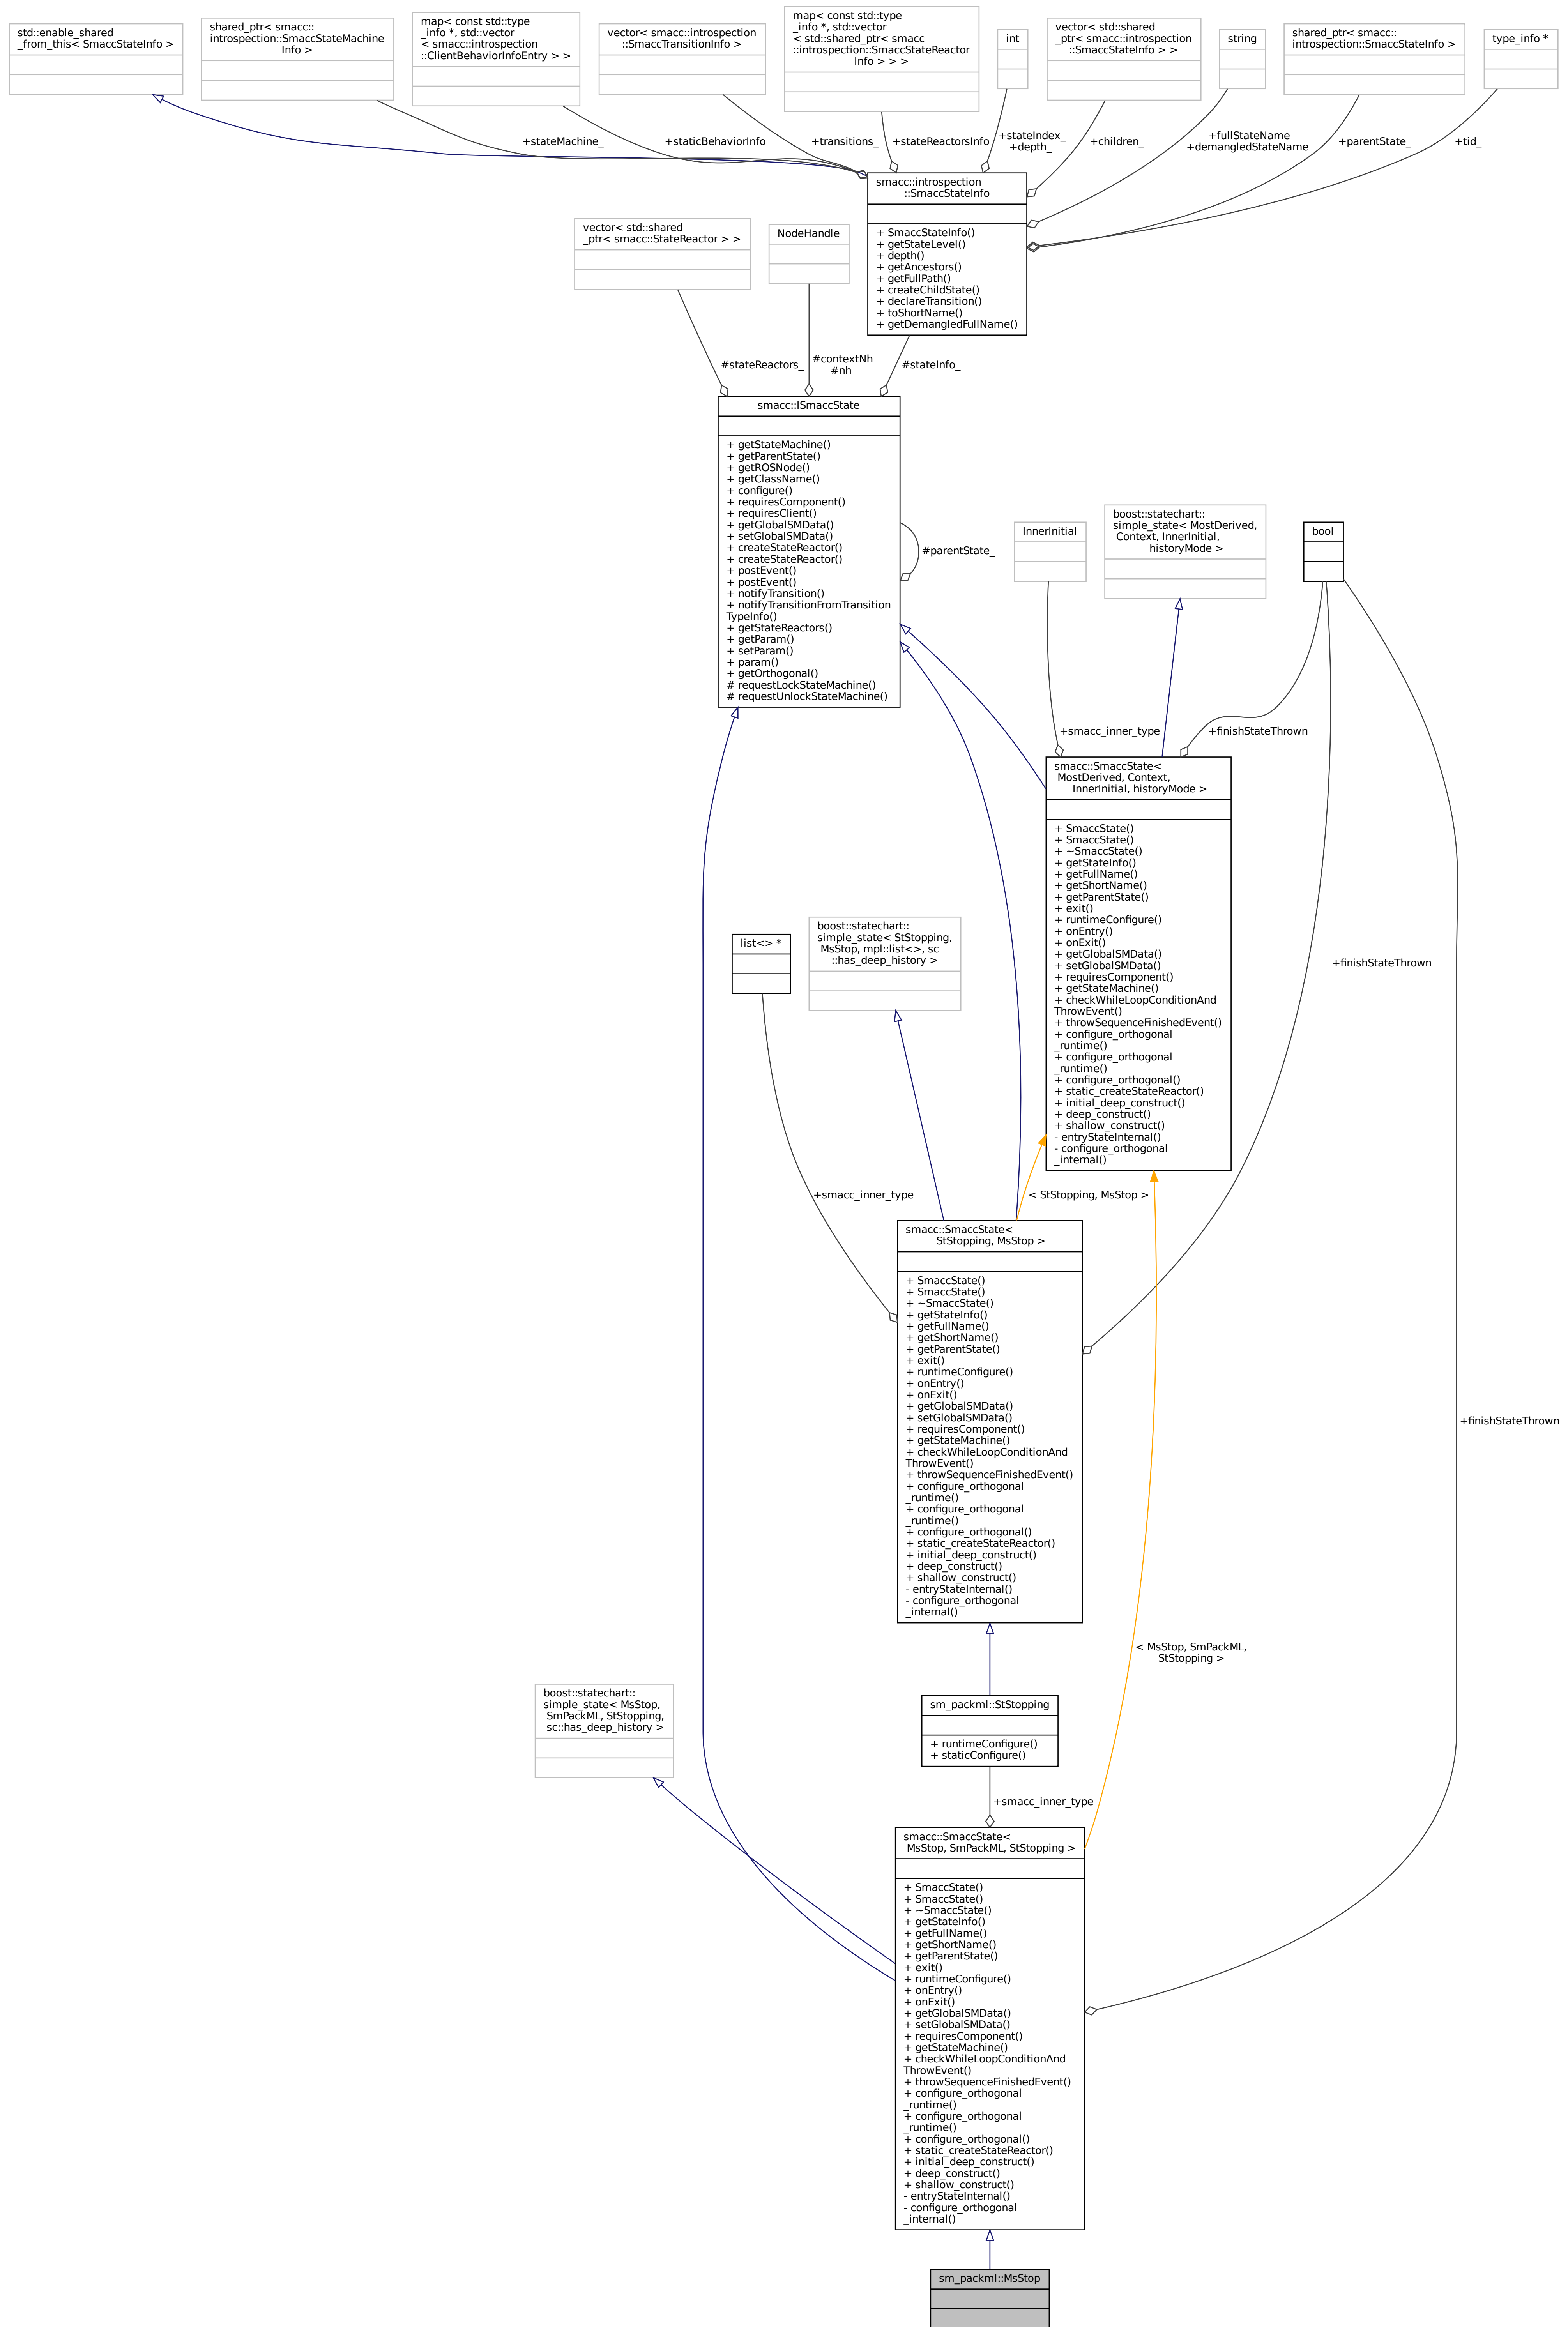 std::enable_shared
_from_this< SmaccStateInfo >
shared_ptr< smacc::
introspection::SmaccStateMachine
Info >
map< const std::type
_info *, std::vector
< smacc::introspection
::ClientBehaviorInfoEntry > >
vector< smacc::introspection
::SmaccTransitionInfo >
map< const std::type
_info *, std::vector
< std::shared_ptr< smacc
::introspection::SmaccStateReactor
Info > > >
int
vector< std::shared
_ptr< smacc::introspection
::SmaccStateInfo > >
string
shared_ptr< smacc::
introspection::SmaccStateInfo >
type_info *
+stateMachine_
+staticBehaviorInfo
+transitions_
+stateReactorsInfo
+stateIndex_
+depth_
+children_
+fullStateName
+demangledStateName
+parentState_
+tid_
smacc::introspection
::SmaccStateInfo
+ SmaccStateInfo()
+ getStateLevel()
+ depth()
+ getAncestors()
+ getFullPath()
+ createChildState()
+ declareTransition()
+ toShortName()
+ getDemangledFullName()
vector< std::shared
_ptr< smacc::StateReactor > >
NodeHandle
#stateReactors_
#contextNh
#nh
#stateInfo_
smacc::ISmaccState
+ getStateMachine()
+ getParentState()
+ getROSNode()
+ getClassName()
+ configure()
+ requiresComponent()
+ requiresClient()
+ getGlobalSMData()
+ setGlobalSMData()
+ createStateReactor()
+ createStateReactor()
+ postEvent()
+ postEvent()
+ notifyTransition()
+ notifyTransitionFromTransition
TypeInfo()
+ getStateReactors()
+ getParam()
+ setParam()
+ param()
+ getOrthogonal()
# requestLockStateMachine()
# requestUnlockStateMachine()
#parentState_
InnerInitial
boost::statechart::
simple_state< MostDerived,
Context, InnerInitial,
historyMode >
bool
+smacc_inner_type
+finishStateThrown
smacc::SmaccState<
MostDerived, Context,
InnerInitial, historyMode >
+ SmaccState()
+ SmaccState()
+ ~SmaccState()
+ getStateInfo()
+ getFullName()
+ getShortName()
+ getParentState()
+ exit()
+ runtimeConfigure()
+ onEntry()
+ onExit()
+ getGlobalSMData()
+ setGlobalSMData()
+ requiresComponent()
+ getStateMachine()
+ checkWhileLoopConditionAnd
ThrowEvent()
+ throwSequenceFinishedEvent()
+ configure_orthogonal
_runtime()
+ configure_orthogonal
_runtime()
+ configure_orthogonal()
+ static_createStateReactor()
+ initial_deep_construct()
+ deep_construct()
+ shallow_construct()
- entryStateInternal()
- configure_orthogonal
_internal()
list<> *
boost::statechart::
simple_state< StStopping,
MsStop, mpl::list<>, sc
::has_deep_history >
+finishStateThrown
+smacc_inner_type
< StStopping, MsStop >
smacc::SmaccState<
StStopping, MsStop >
+ SmaccState()
+ SmaccState()
+ ~SmaccState()
+ getStateInfo()
+ getFullName()
+ getShortName()
+ getParentState()
+ exit()
+ runtimeConfigure()
+ onEntry()
+ onExit()
+ getGlobalSMData()
+ setGlobalSMData()
+ requiresComponent()
+ getStateMachine()
+ checkWhileLoopConditionAnd
ThrowEvent()
+ throwSequenceFinishedEvent()
+ configure_orthogonal
_runtime()
+ configure_orthogonal
_runtime()
+ configure_orthogonal()
+ static_createStateReactor()
+ initial_deep_construct()
+ deep_construct()
+ shallow_construct()
- entryStateInternal()
- configure_orthogonal
_internal()
+finishStateThrown
< MsStop, SmPackML,
StStopping >
boost::statechart::
simple_state< MsStop,
SmPackML, StStopping,
sc::has_deep_history >
sm_packml::StStopping
+ runtimeConfigure()
+ staticConfigure()
+smacc_inner_type
smacc::SmaccState<
MsStop, SmPackML, StStopping >
+ SmaccState()
+ SmaccState()
+ ~SmaccState()
+ getStateInfo()
+ getFullName()
+ getShortName()
+ getParentState()
+ exit()
+ runtimeConfigure()
+ onEntry()
+ onExit()
+ getGlobalSMData()
+ setGlobalSMData()
+ requiresComponent()
+ getStateMachine()
+ checkWhileLoopConditionAnd
ThrowEvent()
+ throwSequenceFinishedEvent()
+ configure_orthogonal
_runtime()
+ configure_orthogonal
_runtime()
+ configure_orthogonal()
+ static_createStateReactor()
+ initial_deep_construct()
+ deep_construct()
+ shallow_construct()
- entryStateInternal()
- configure_orthogonal
_internal()
sm_packml::MsStop